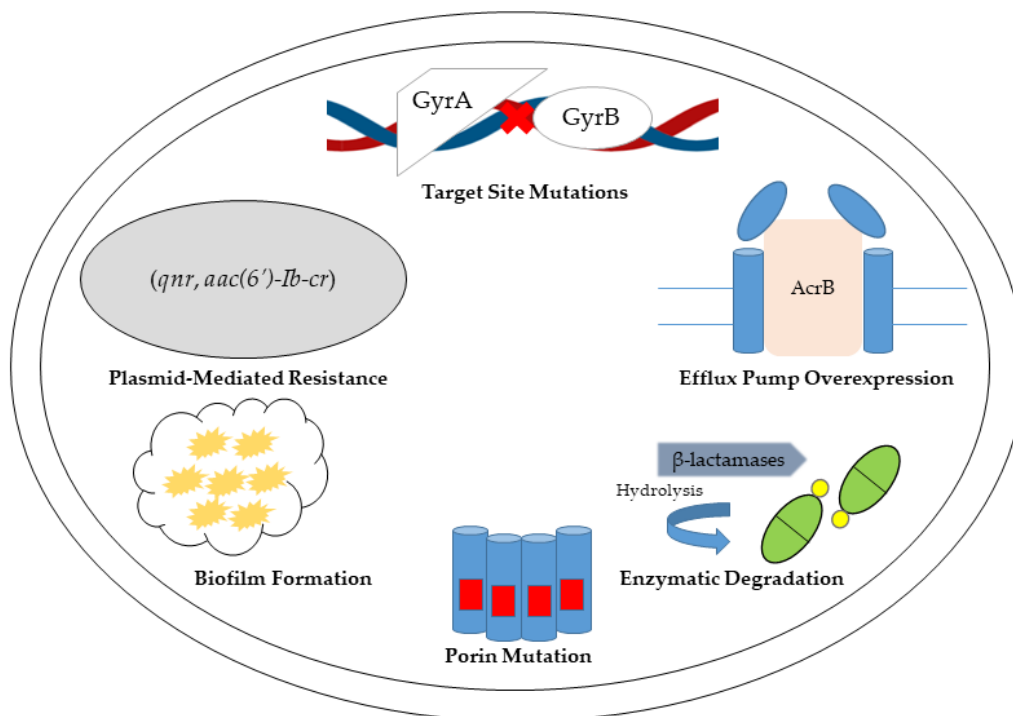 GyrA
GyrB
Target Site Mutations
(qnr, aac(6′)-Ib-cr)
Plasmid-Mediated Resistance
AcrB
Efflux Pump Overexpression
Biofilm Formation
β-lactamases
Hydrolysis
Enzymatic Degradation
Porin Mutation